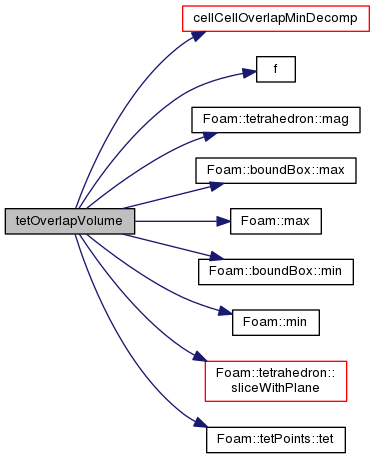 cellCellOverlapMinDecomp
f
Foam::tetrahedron::mag
Foam::boundBox::max
tetOverlapVolume
Foam::max
Foam::boundBox::min
Foam::min
Foam::tetrahedron::
sliceWithPlane
Foam::tetPoints::tet